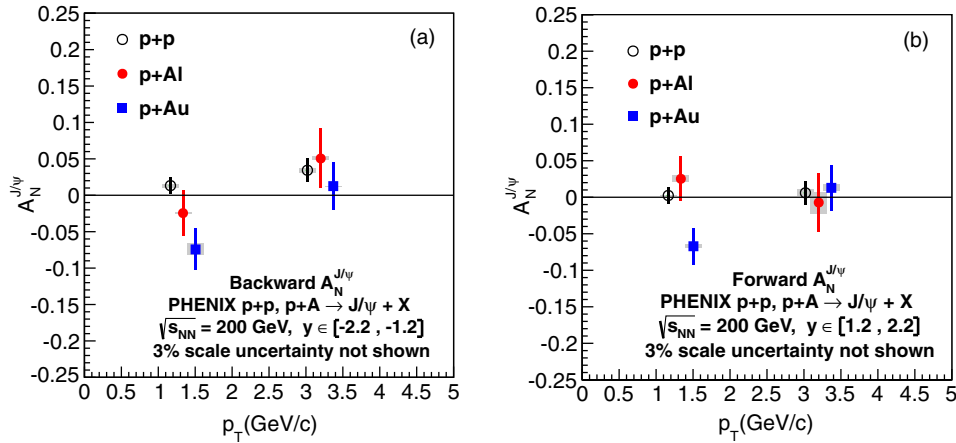 0.25
0.2
0.15
0.1
0.05
0
-0.05
-0.1
-0.15
-0.2
-0.25
A_N^{J/ψ}
(a)
p+p
p+Al
p+Au
Backward A_N^{J/ψ}
PHENIX p+p, p+A → J/ψ + X
√s_{NN} = 200 GeV, y ∈ [-2.2 , -1.2]
3% scale uncertainty not shown
0 0.5 1 1.5 2 2.5 3 3.5 4 4.5 5
p_T(GeV/c)
0.25
0.2
0.15
0.1
0.05
0
-0.05
-0.1
-0.15
-0.2
-0.25
A_N^{J/ψ}
(b)
p+p
p+Al
p+Au
Forward A_N^{J/ψ}
PHENIX p+p, p+A → J/ψ + X
√s_{NN} = 200 GeV, y ∈ [1.2 , 2.2]
3% scale uncertainty not shown
0 0.5 1 1.5 2 2.5 3 3.5 4 4.5 5
p_T(GeV/c)